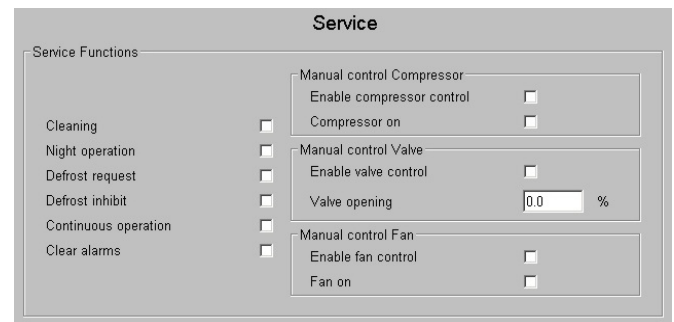 Service
Service Functions
Cleaning
Night operation
Defrost request
Defrost inhibit
Continuous operation
Clear alarms
Manual control Compressor
Enable compressor control
Compressor on
Manual control Valve
Enable valve control
Valve opening 0.0 %
Manual control Fan
Enable fan control
Fan on